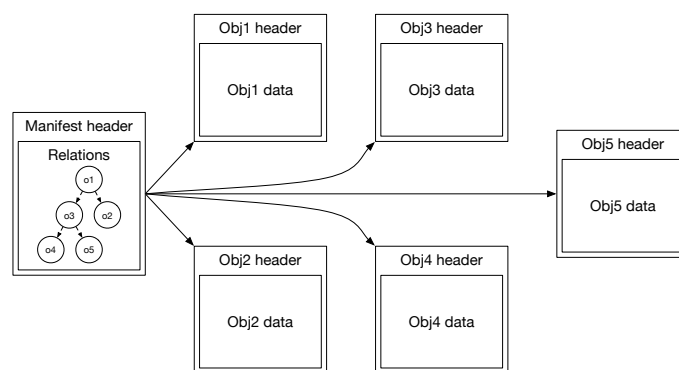 Manifest header
Relations
o1
o3
o2
o4
o5
Obj1 header
Obj1 data
Obj3 header
Obj3 data
Obj5 header
Obj5 data
Obj2 header
Obj2 data
Obj4 header
Obj4 data